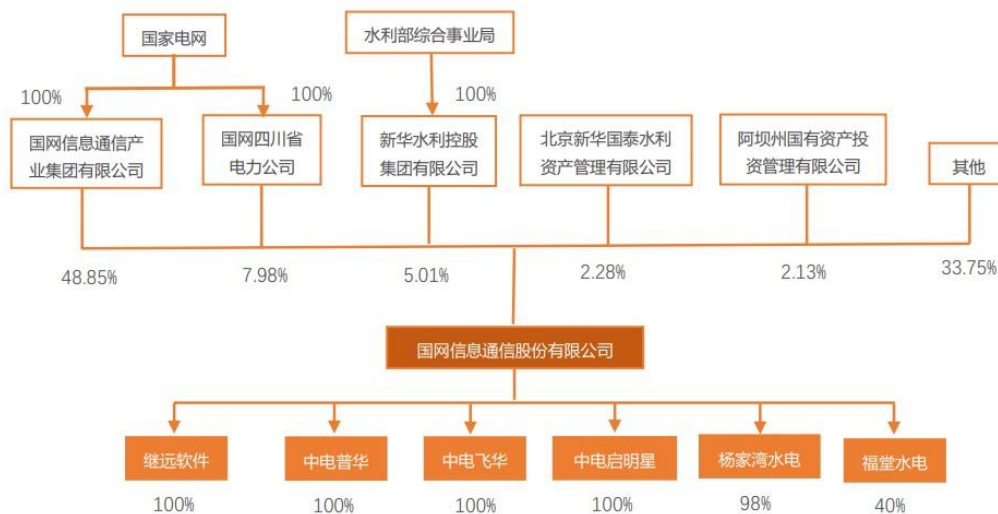 国家电网
水利部综合事业局
100%
100%
100%
国网信息通信产
业集团有限公司
国网四川省
电力公司
新华水利控股
集团有限公司
北京新华国泰水利
资产管理有限公司
阿坝州国有资产投
资管理有限公司
其他
48.85%
7.98%
5.01%
2.28%
2.13%
33.75%
国网信息通信股份有限公司
继远软件
中电普华
中电飞华
中电启明星
杨家湾水电
福堂水电
100%
100%
100%
100%
98%
40%